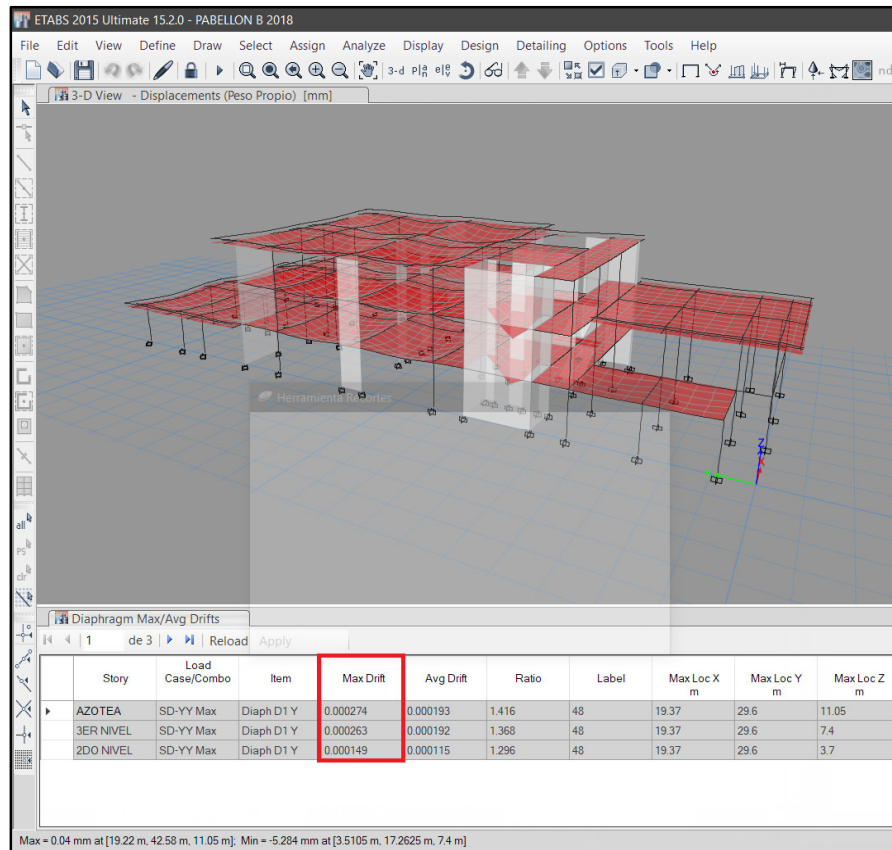 ETABS 2015 Ultimate 15.2.0 - PABELLON B 2018
File Edit View Define Draw Select Assign Analyze Display Design Detailing Options Tools Help
3-d
3-D View - Displacements (Peso Propio) [mm]
Herramienta Reportes
Z
X
all
ps
clr
Diaphragm Max/Avg Drifts
1 de 3 Reload Apply
Story Load Case/Combo Item Max Drift Avg Drift Ratio Label Max Loc X m Max Loc Y m Max Loc Z m
AZOTEA SD-YY Max Diaph D1 Y 0.000274 0.000193 1.416 48 19.37 29.6 11.05
3ER NIVEL SD-YY Max Diaph D1 Y 0.000263 0.000192 1.368 48 19.37 29.6 7.4
2DO NIVEL SD-YY Max Diaph D1 Y 0.000149 0.000115 1.296 48 19.37 29.6 3.7
Max = 0.04 mm at [19.22 m, 42.58 m, 11.05 m]; Min = -5.284 mm at [3.5105 m, 17.2625 m, 7.4 m]